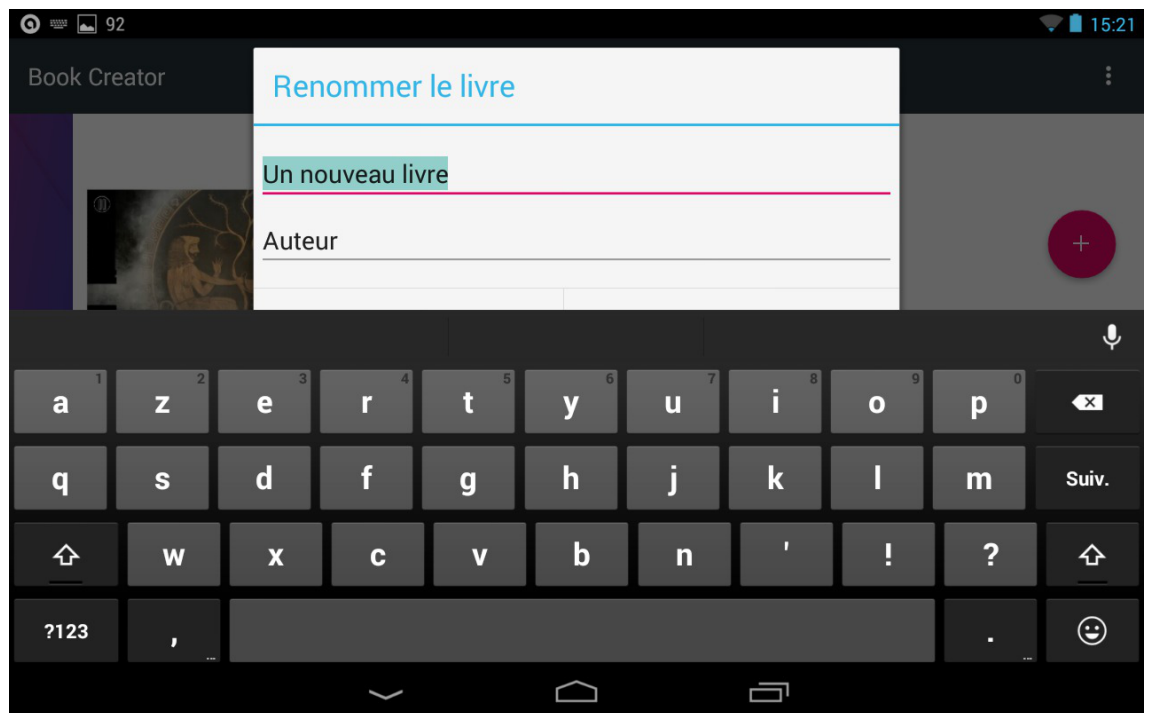 92
15:21
Book Creator
Renommer le livre
Un nouveau livre
Auteur
1 2 3 4 5 6 7 8 9 0
a z e r t y u i o p
q s d f g h j k l m Suiv.
w x c v b n ' ! ?
?123 , . ...